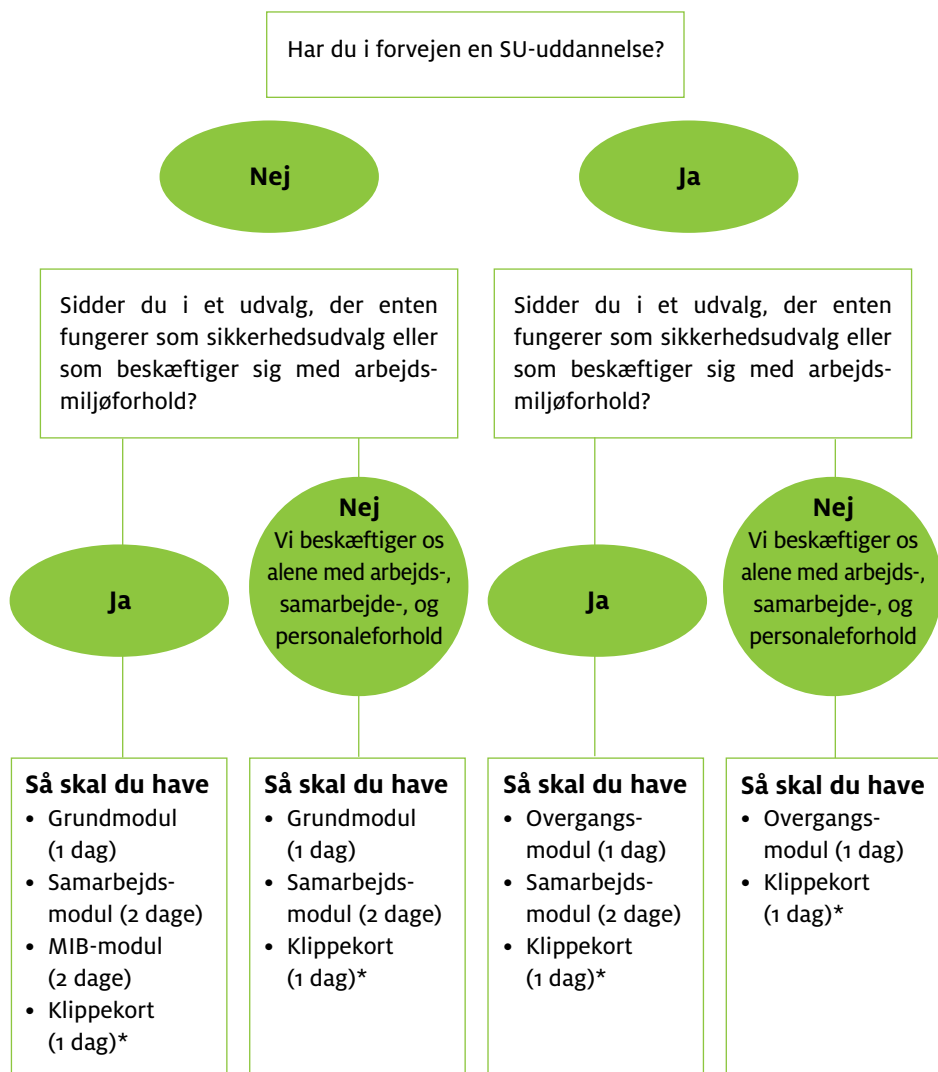 Har du i forvejen en SU-uddannelse?
Nej
Ja
Sidder du i et udvalg, der enten
fungerer som sikkerhedsudvalg eller
som beskæftiger sig med arbejds-
miljøforhold?
Sidder du i et udvalg, der enten
fungerer som sikkerhedsudvalg eller
som beskæftiger sig med arbejds-
miljøforhold?
Ja
Nej
Vi beskæftiger os
alene med arbejds-,
samarbejde-, og
personaleforhold
Ja
Nej
Vi beskæftiger os
alene med arbejds-,
samarbejde-, og
personaleforhold
Så skal du have
• Grundmodul
(1 dag)
• Samarbejds-
modul (2 dage)
• MIB-modul
(2 dage)
• Klippekort
(1 dag)*
Så skal du have
• Grundmodul
(1 dag)
• Samarbejds-
modul (2 dage)
• Klippekort
(1 dag)*
Så skal du have
• Overgangs-
modul (1 dag)
• Samarbejds-
modul (2 dage)
• Klippekort
(1 dag)*
Så skal du have
• Overgangs-
modul (1 dag)
• Klippekort
(1 dag)*